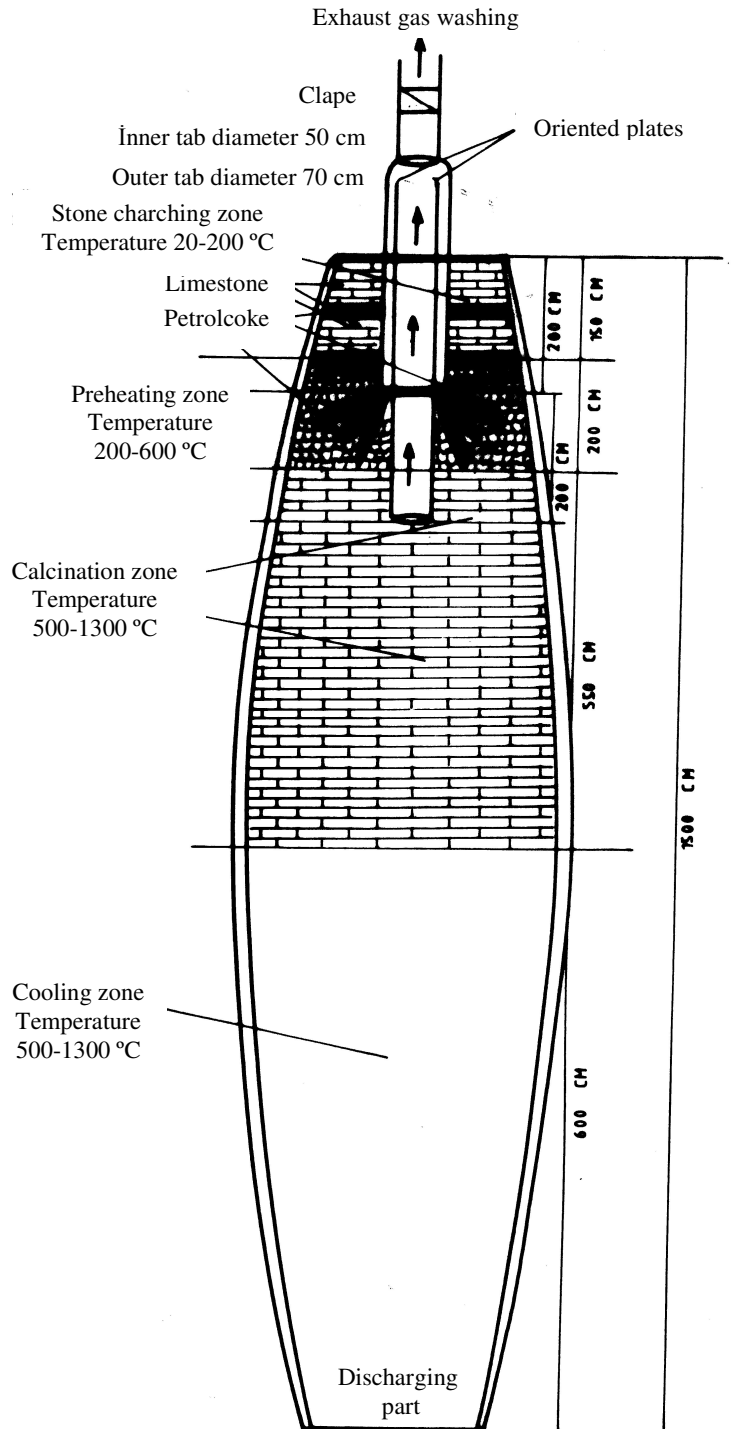 Exhaust gas washing
Clape
İnner tab diameter 50 cm
Oriented plates
Outer tab diameter 70 cm
Stone charching zone
Temperature 20-200 ºC
Limestone
Petrolcoke
200 CM
150 CM
Preheating zone
Temperature
200-600 ºC
200 CM
200 CM
Calcination zone
Temperature
500-1300 ºC
550 CM
1500 CM
Cooling zone
Temperature
500-1300 ºC
600 CM
Discharging
part